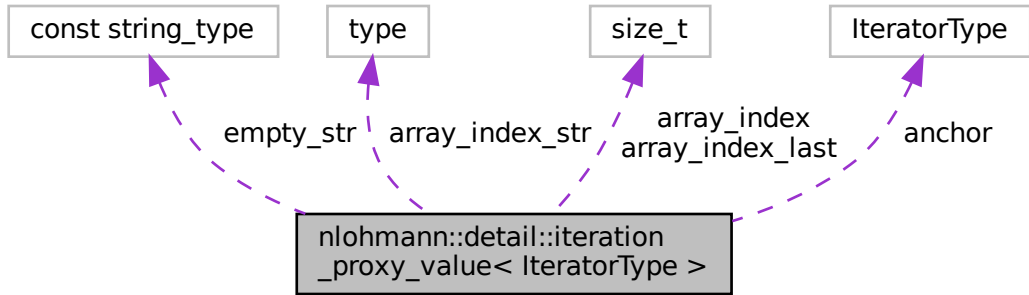 const string_type
type
size_t
IteratorType
empty_str
array_index_str
array_index
array_index_last
anchor
nlohmann::detail::iteration
_proxy_value< IteratorType >